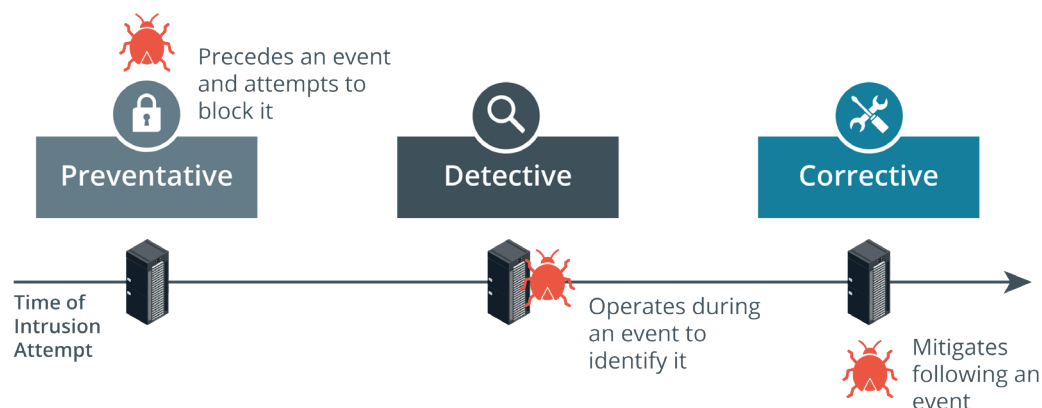 Precedes an event
and attempts to
block it
Preventative
Detective
Corrective
Time of
Intrusion
Attempt
Operates during
an event to
identify it
Mitigates
following an
event